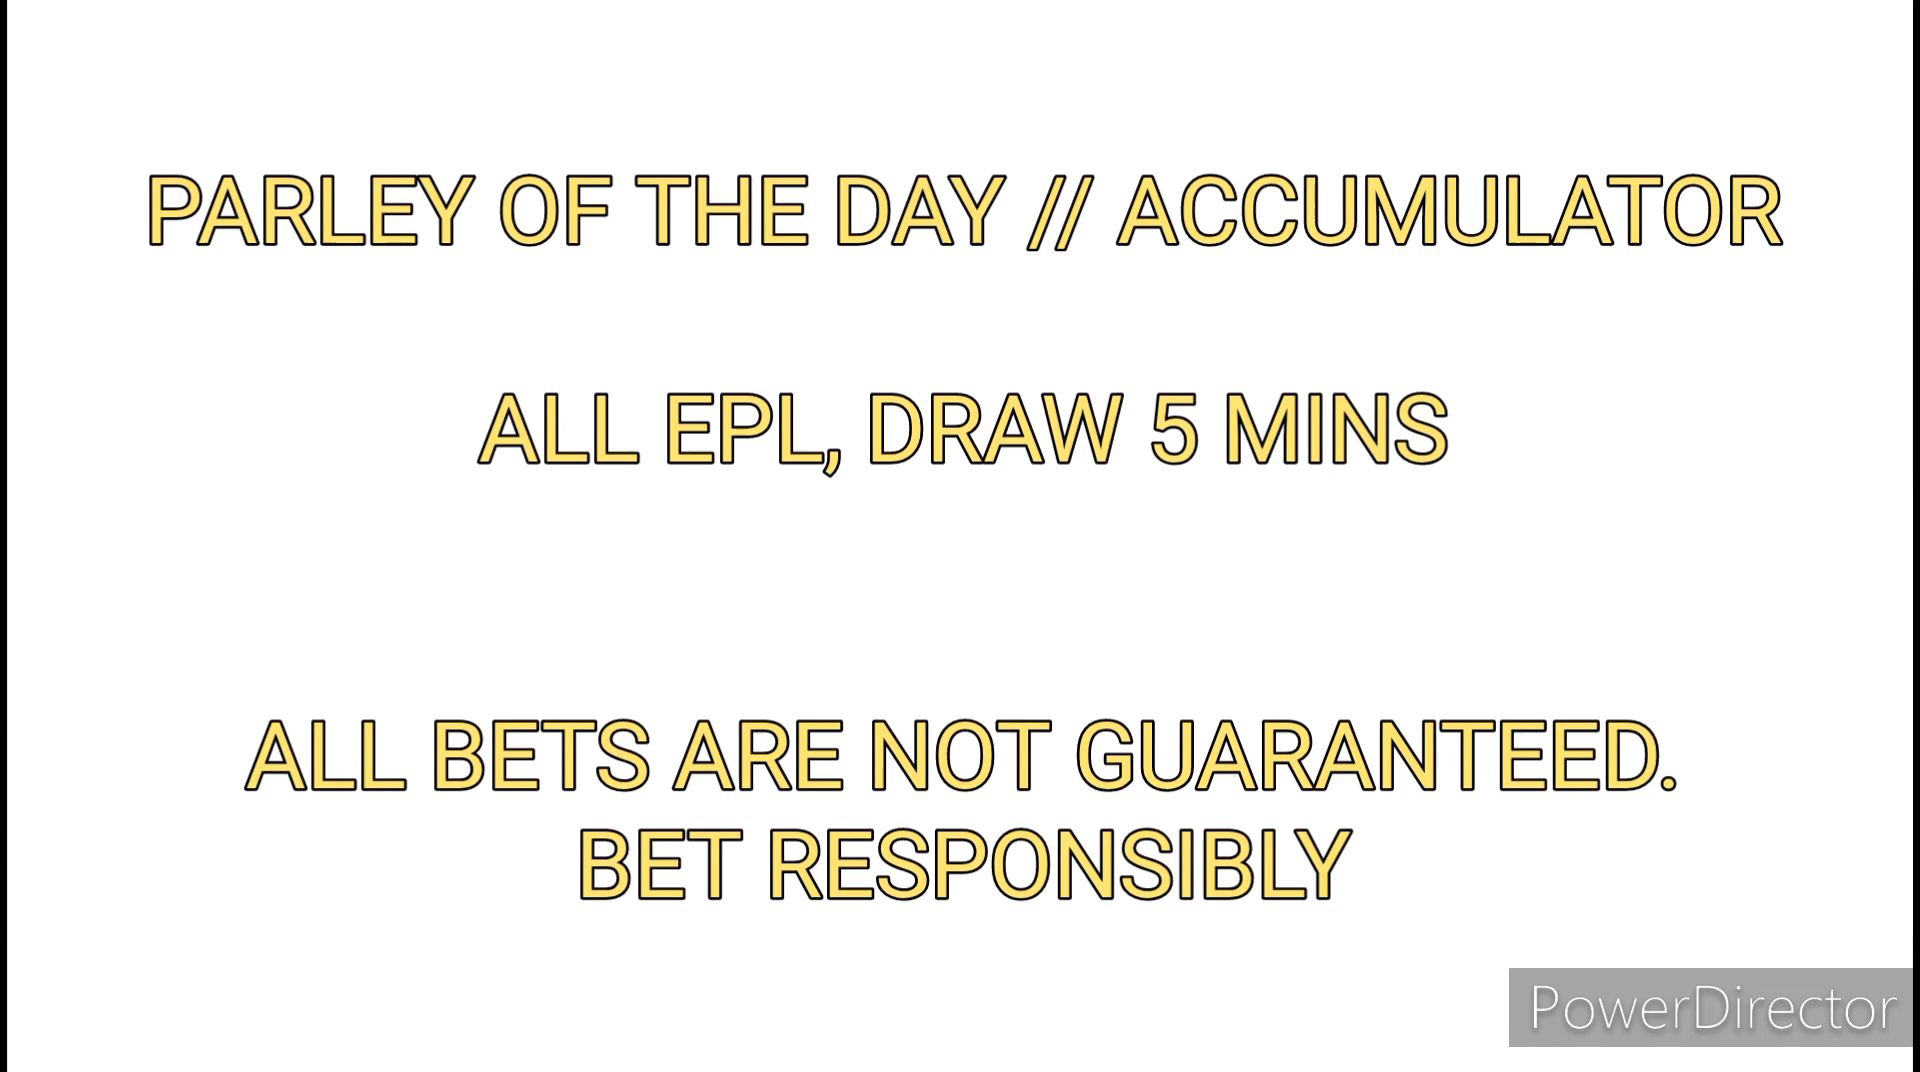 PARLEY OF THE DAY // ACCUMULATOR
ALL EPL, DRAW 5 MINS
ALL BETS ARE NOT GUARANTEED.
BET RESPONSIBLY
PowerDirector